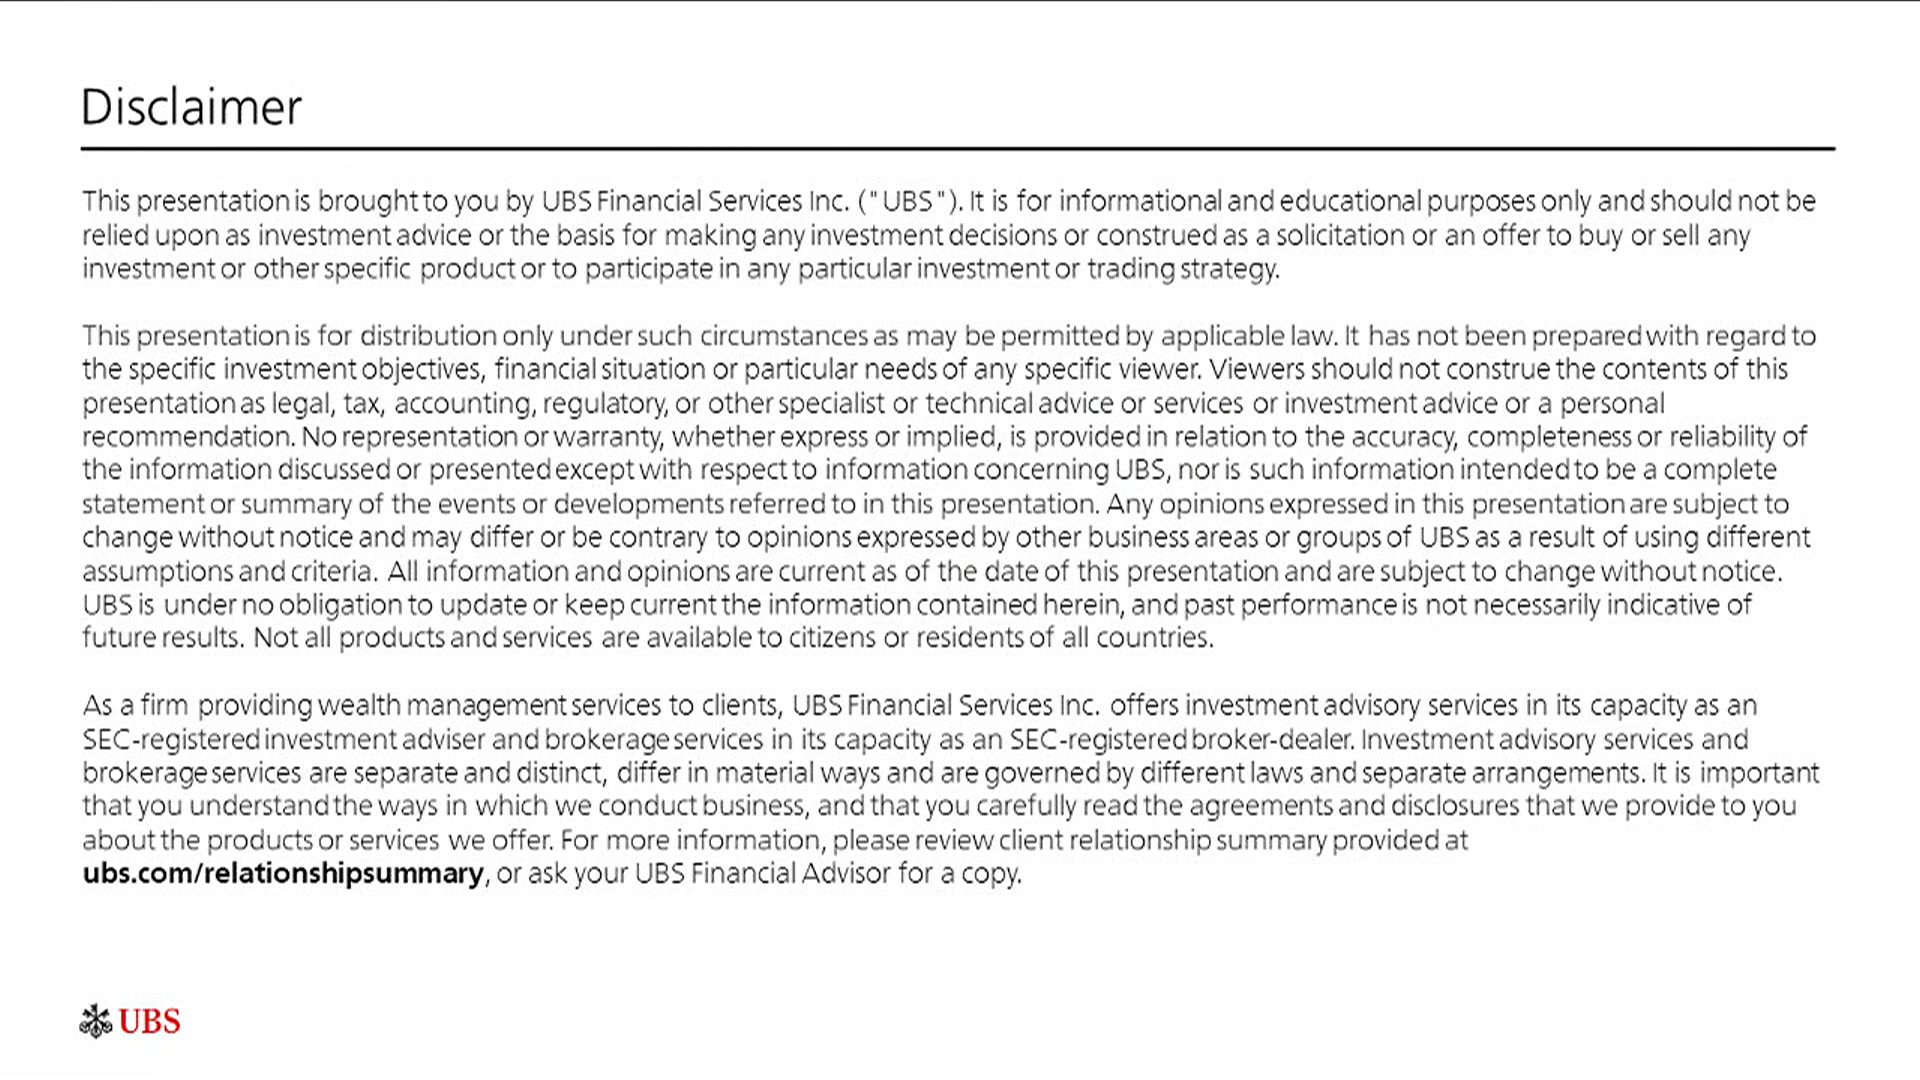 Disclaimer
This presentation is brought to you by UBS Financial Services Inc. ("UBS"). It is for informational and educational purposes only and should not be
relied upon as investment advice or the basis for making any investment decisions or construed as a solicitation or an offer to buy or sell any
investment or other specific product or to participate in any particular investment or trading strategy.
This presentation is for distribution only under such circumstances as may be permitted by applicable law. It has not been prepared with regard to
the specific investment objectives, financial situation or particular needs of any specific viewer. Viewers should not construe the contents of this
presentation as legal, tax, accounting, regulatory, or other specialist or technical advice or services or investment advice or a personal
recommendation. No representation or warranty, whether express or implied, is provided in relation to the accuracy, completeness or reliability of
the information discussed or presented except with respect to information concerning UBS, nor is such information intended to be a complete
statement or summary of the events or developments referred to in this presentation. Any opinions expressed in this presentation are subject to
change without notice and may differ or be contrary to opinions expressed by other business areas or groups of UBS as a result of using different
assumptions and criteria. All information and opinions are current as of the date of this presentation and are subject to change without notice.
UBS is under no obligation to update or keep current the information contained herein, and past performance is not necessarily indicative of
future results. Not all products and services are available to citizens or residents of all countries.
As a firm providing wealth management services to clients, UBS Financial Services Inc. offers investment advisory services in its capacity as an
SEC-registered investment adviser and brokerage services in its capacity as an SEC-registered broker-dealer. Investment advisory services and
brokerage services are separate and distinct, differ in material ways and are governed by different laws and separate arrangements. It is important
that you understand the ways in which we conduct business, and that you carefully read the agreements and disclosures that we provide to you
about the products or services we offer. For more information, please review client relationship summary provided at
ubs.com/relationshipsummary, or ask your UBS Financial Advisor for a copy.
UBS